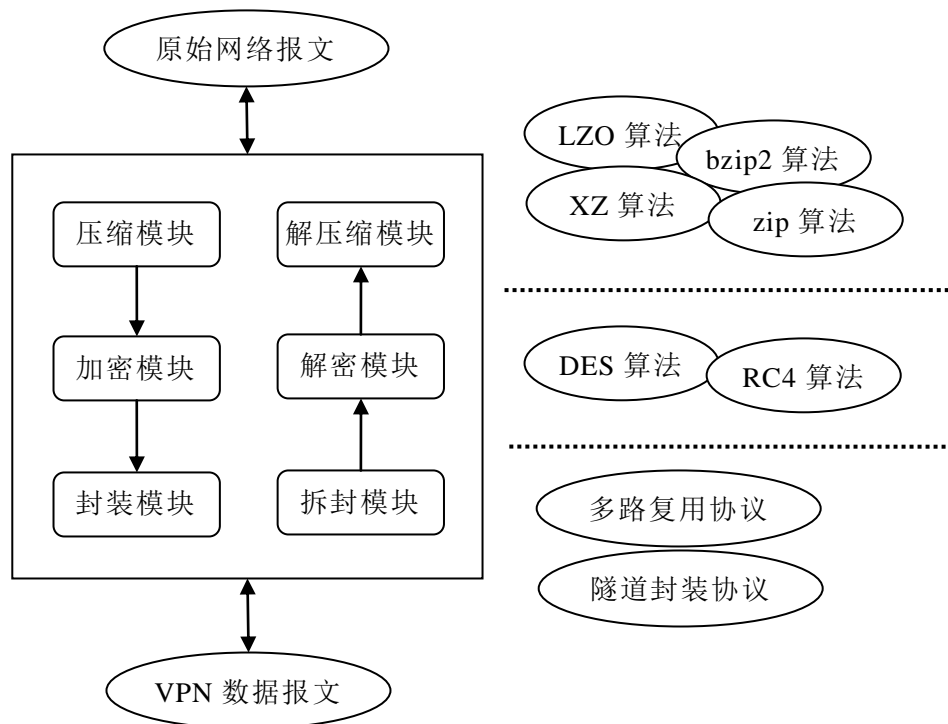 原始网络报文
LZO 算法
bzip2 算法
XZ 算法
zip 算法
压缩模块
解压缩模块
加密模块
解密模块
DES 算法
RC4 算法
封装模块
拆封模块
多路复用协议
隧道封装协议
VPN 数据报文